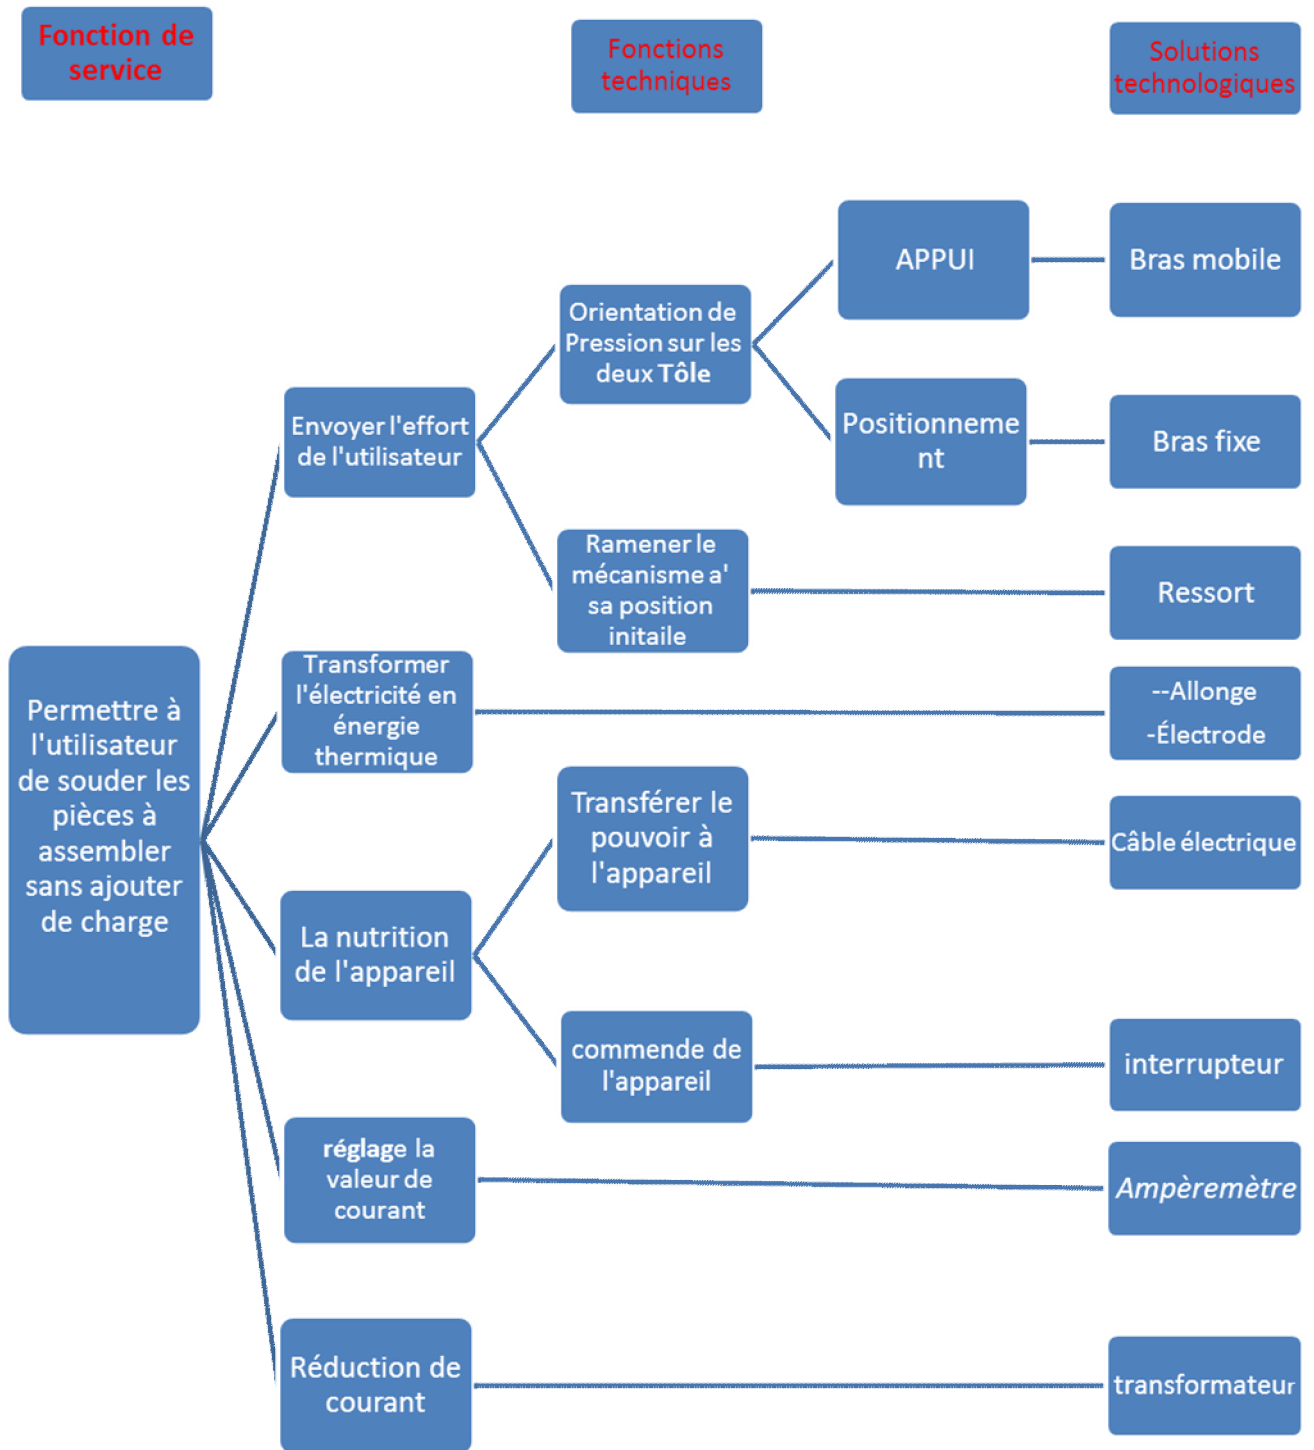 Fonction de
service
Fonctions
techniques
Solutions
technologiques
Permettre à
l'utilisateur
de souder les
pièces à
assembler
sans ajouter
de charge
Envoyer l'effort
de l'utilisateur
Orientation de
Pression sur les
deux Tôle
APPUI
Bras mobile
Positionneme
nt
Bras fixe
Ramener le
mécanisme a'
sa position
initaile
Ressort
Transformer
l'électricité en
énergie
thermique
--Allonge
-Électrode
La nutrition
de l'appareil
Transférer le
pouvoir à
l'appareil
Câble électrique
commende de
l'appareil
interrupteur
réglage la
valeur de
courant
Ampèremètre
Réduction de
courant
transformateur